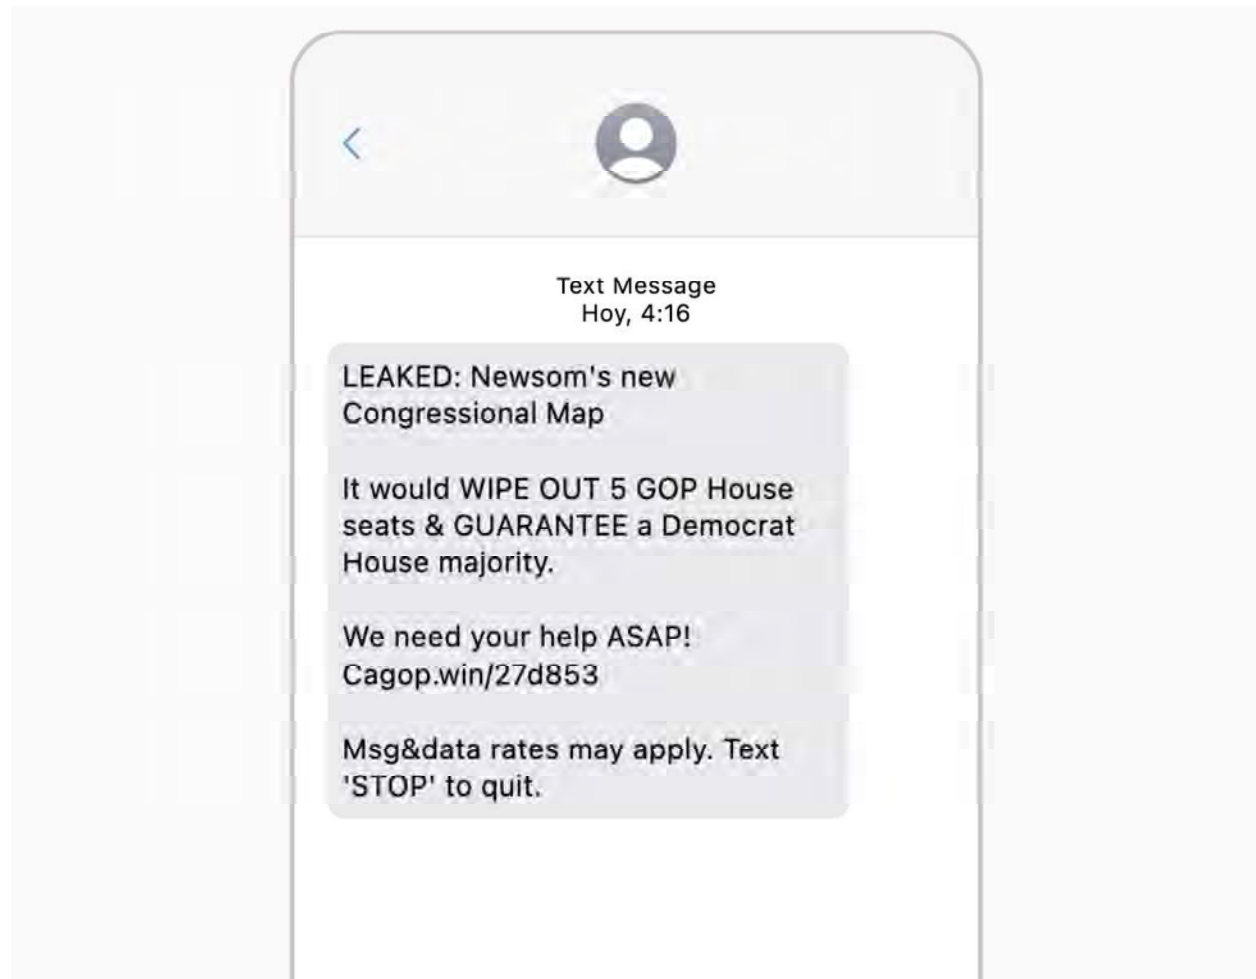 Text Message
Hoy, 4:16
LEAKED: Newsom's new
Congressional Map
It would WIPE OUT 5 GOP House
seats & GUARANTEE a Democrat
House majority.
We need your help ASAP!
Cagop.win/27d853
Msg&data rates may apply. Text
'STOP' to quit.